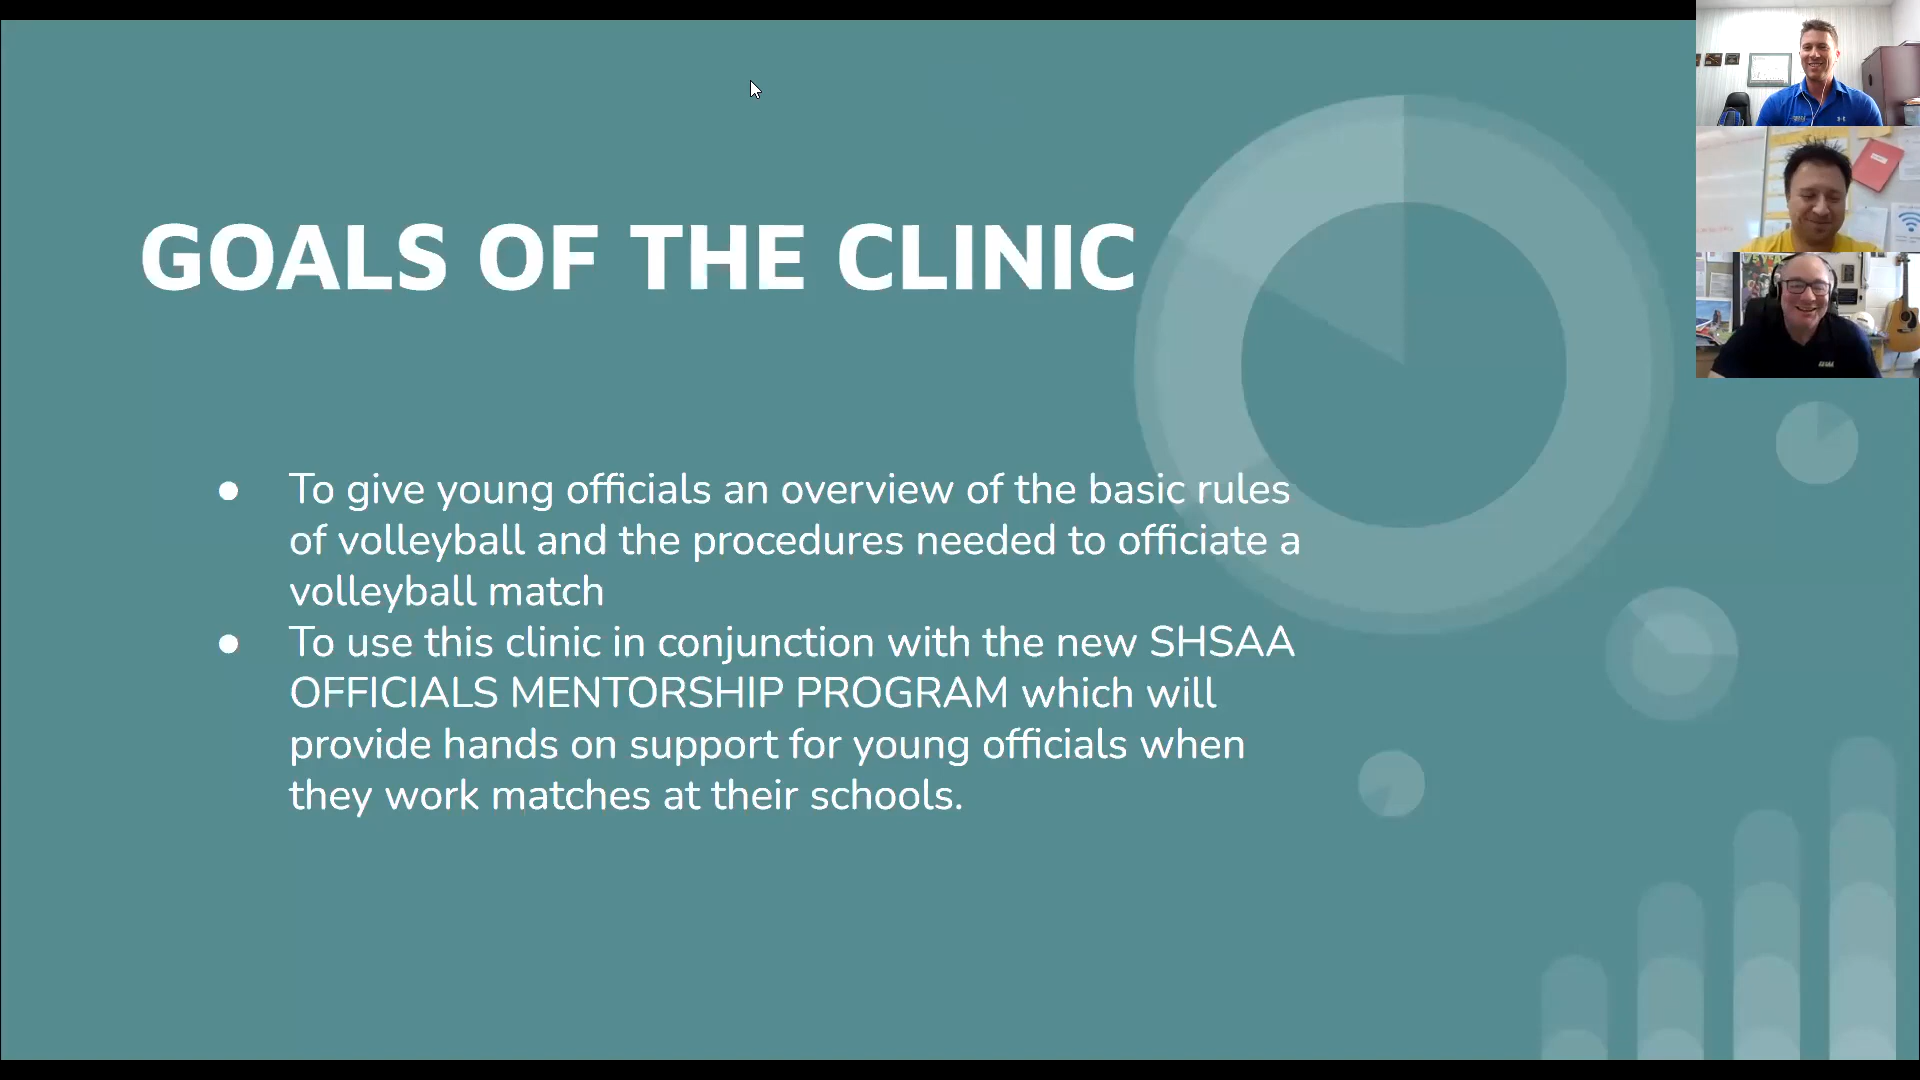 GOALS OF THE CLINIC
● To give young officials an overview of the basic rules
of volleyball and the procedures needed to officiate a
volleyball match
● To use this clinic in conjunction with the new SHSAA
OFFICIALS MENTORSHIP PROGRAM which will
provide hands on support for young officials when
they work matches at their schools.